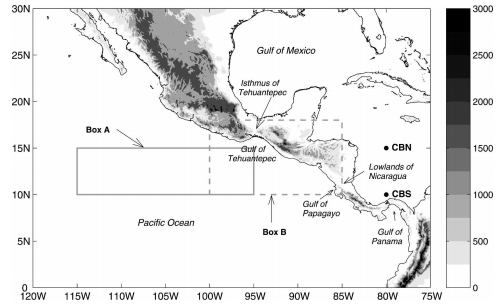 30N
25N
20N
15N
10N
5N
0
120W
115W
110W
105W
100W
95W
90W
85W
80W
75W
Gulf of Mexico
Isthmus of
Tehuantepec
Box A
Gulf of
Tehuantepec
CBN
Lowlands of
Nicaragua
CBS
Gulf of
Papagayo
Pacific Ocean
Box B
Gulf of
Panama
3000
2500
2000
1500
1000
500
0